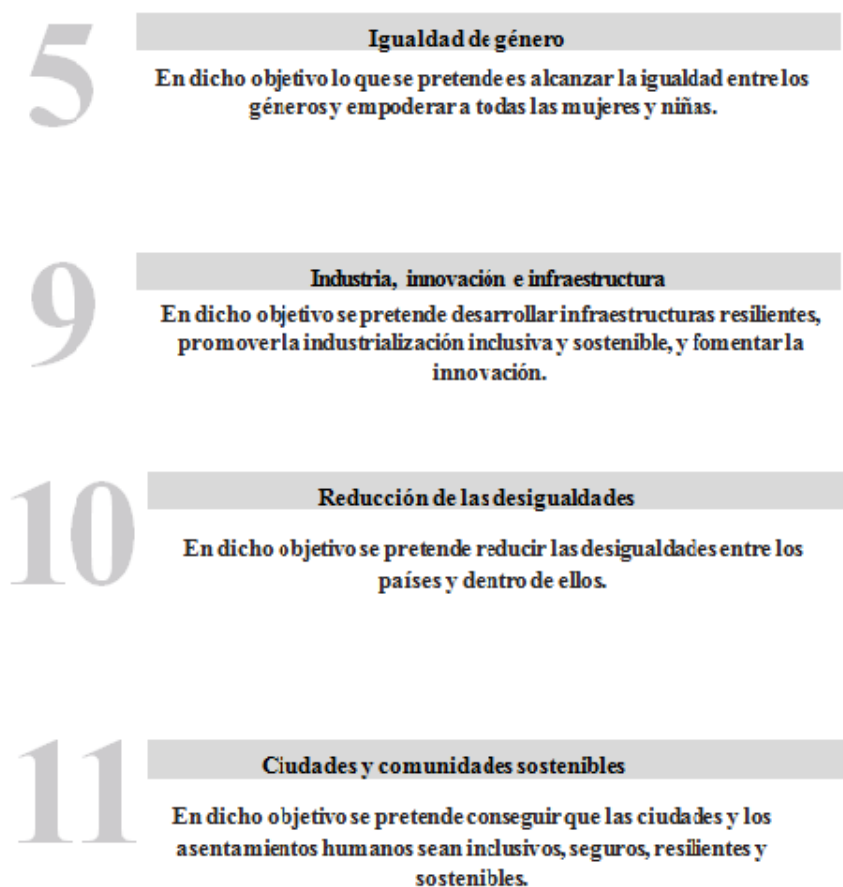 5
Igualdad de género
En dicho objetivo lo que se pretende es alcanzar la igualdad entre los
géneros y empoderar a todas las mujeres y niñas.
9
Industria, innovación e infraestructura
En dicho objetivo se pretende desarrollar infraestructuras resilientes,
promover la industrialización inclusiva y sostenible, y fomentar la
innovación.
10
Reducción de las desigualdades
En dicho objetivo se pretende reducir las desigualdades entre los
países y dentro de ellos.
11
Ciudades y comunidades sostenibles
En dicho objetivo se pretende conseguir que las ciudades y los
asentamientos humanos sean inclusivos, seguros, resilientes y
sostenibles.